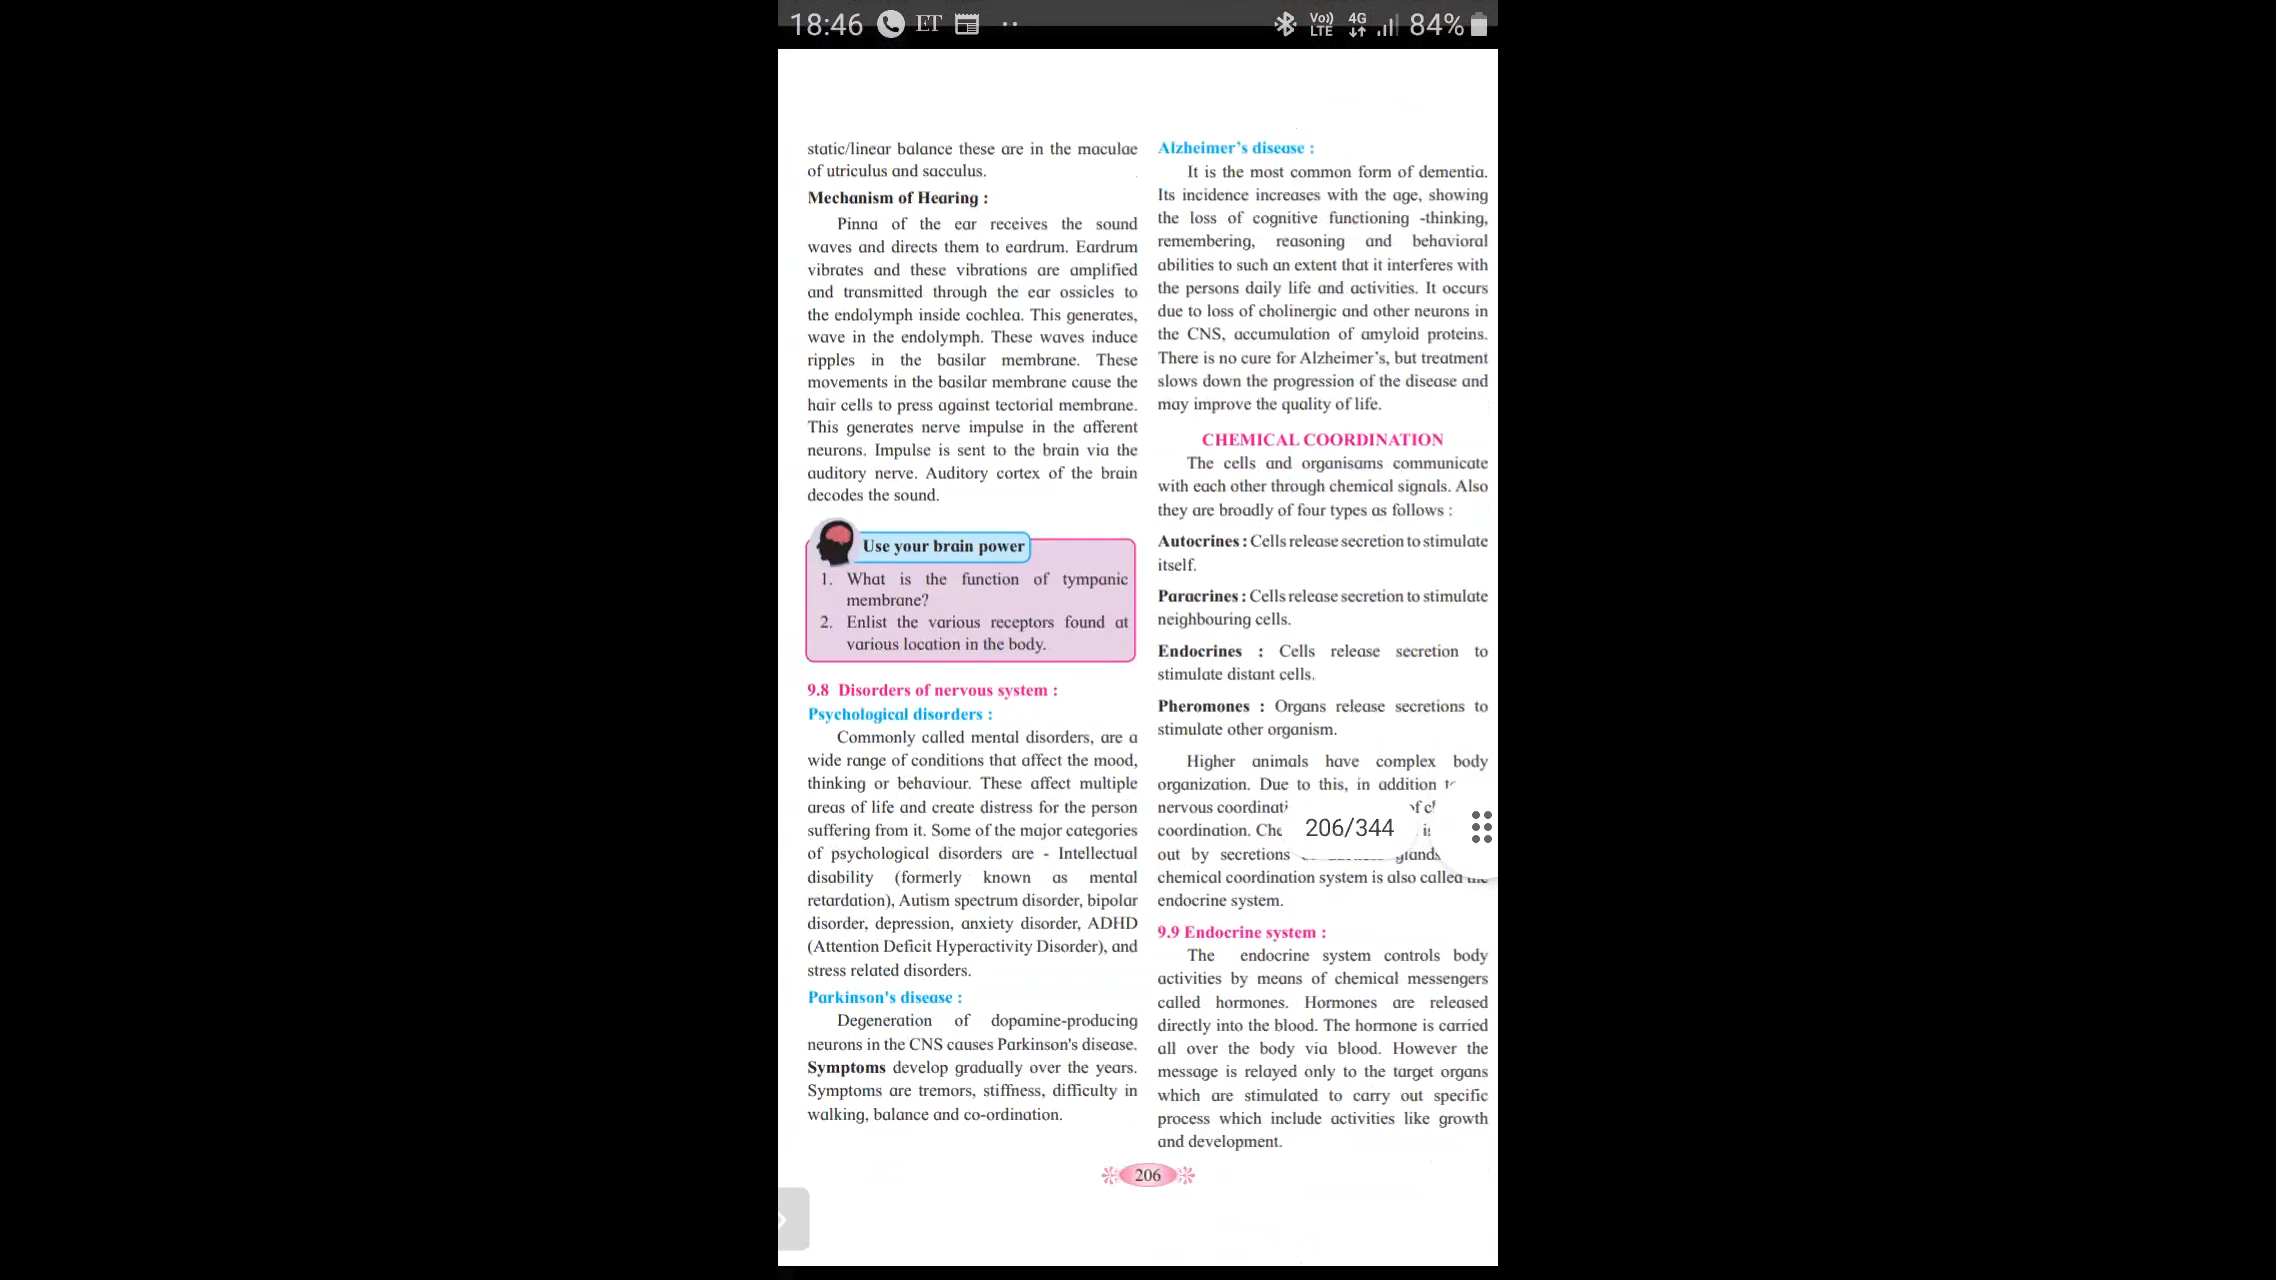 18:46 ET 84%
Vo)) LTE 4G
static/linear balance these are in the maculae
of utriculus and sacculus.
Mechanism of Hearing :
Pinna of the ear receives the sound
waves and directs them to eardrum. Eardrum
vibrates and these vibrations are amplified
and transmitted through the ear ossicles to
the endolymph inside cochlea. This generates,
wave in the endolymph. These waves induce
ripples in the basilar membrane. These
movements in the basilar membrane cause the
hair cells to press against tectorial membrane.
This generates nerve impulse in the afferent
neurons. Impulse is sent to the brain via the
auditory nerve. Auditory cortex of the brain
decodes the sound.
Use your brain power
1. What is the function of tympanic
membrane?
2. Enlist the various receptors found at
various location in the body.
9.8 Disorders of nervous system :
Psychological disorders :
Commonly called mental disorders, are a
wide range of conditions that affect the mood,
thinking or behaviour. These affect multiple
areas of life and create distress for the person
suffering from it. Some of the major categories
of psychological disorders are - Intellectual
disability (formerly known as mental
retardation), Autism spectrum disorder, bipolar
disorder, depression, anxiety disorder, ADHD
(Attention Deficit Hyperactivity Disorder), and
stress related disorders.
Parkinson's disease :
Degeneration of dopamine-producing
neurons in the CNS causes Parkinson's disease.
Symptoms develop gradually over the years.
Symptoms are tremors, stiffness, difficulty in
walking, balance and co-ordination.
Alzheimer's disease :
It is the most common form of dementia.
Its incidence increases with the age, showing
the loss of cognitive functioning -thinking,
remembering, reasoning and behavioral
abilities to such an extent that it interferes with
the persons daily life and activities. It occurs
due to loss of cholinergic and other neurons in
the CNS, accumulation of amyloid proteins.
There is no cure for Alzheimer's, but treatment
slows down the progression of the disease and
may improve the quality of life.
CHEMICAL COORDINATION
The cells and organisams communicate
with each other through chemical signals. Also
they are broadly of four types as follows :
Autocrines : Cells release secretion to stimulate
itself.
Paracrines : Cells release secretion to stimulate
neighbouring cells.
Endocrines : Cells release secretion to
stimulate distant cells.
Pheromones : Organs release secretions to
stimulate other organism.
Higher animals have complex body
organization. Due to this, in addition
nervous
coordination.
206/344
out by secretions
chemical coordination system is also called
endocrine system.
9.9 Endocrine system :
The endocrine system controls body
activities by means of chemical messengers
called hormones. Hormones are released
directly into the blood. The hormone is carried
all over the body via blood. However the
message is relayed only to the target organs
which are stimulated to carry out specific
process which include activities like growth
and development.
206